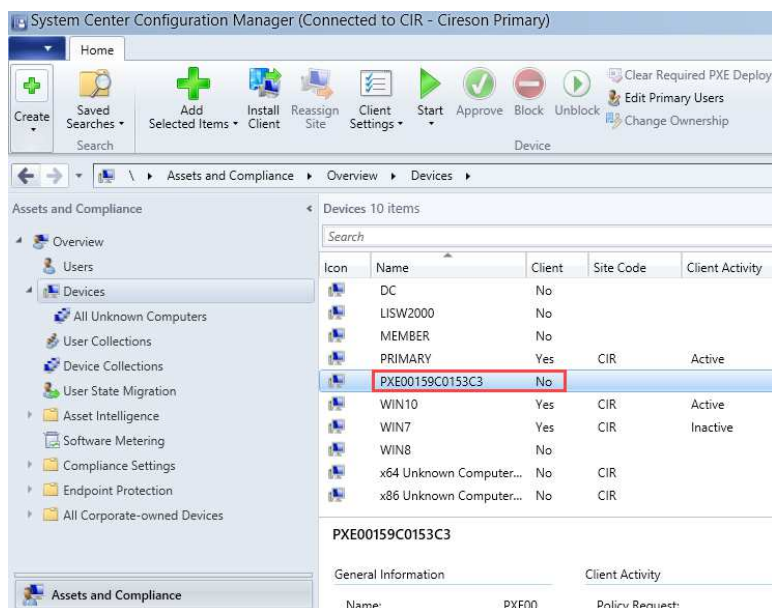 System Center Configuration Manager (Connected to CIR - Cireson Primary)
Home
Create
Saved Searches
Add Selected Items
Install Client
Reassign Site
Client Settings
Start
Approve
Block
Unblock
Clear Required PXE Deploy
Edit Primary Users
Change Ownership
Search
Device
\ Assets and Compliance Overview Devices
Assets and Compliance
Overview
Users
Devices
All Unknown Computers
User Collections
Device Collections
User State Migration
Asset Intelligence
Software Metering
Compliance Settings
Endpoint Protection
All Corporate-owned Devices
Assets and Compliance
Devices 10 items
Search
Icon Name Client Site Code Client Activity
DC No
LISW2000 No
MEMBER No
PRIMARY Yes CIR Active
PXE00159C0153C3 No
WIN10 Yes CIR Active
WIN7 Yes CIR Inactive
WIN8 No
x64 Unknown Computer... No CIR
x86 Unknown Computer... No CIR
PXE00159C0153C3
General Information Client Activity
Name: PXE00 Policy Request: